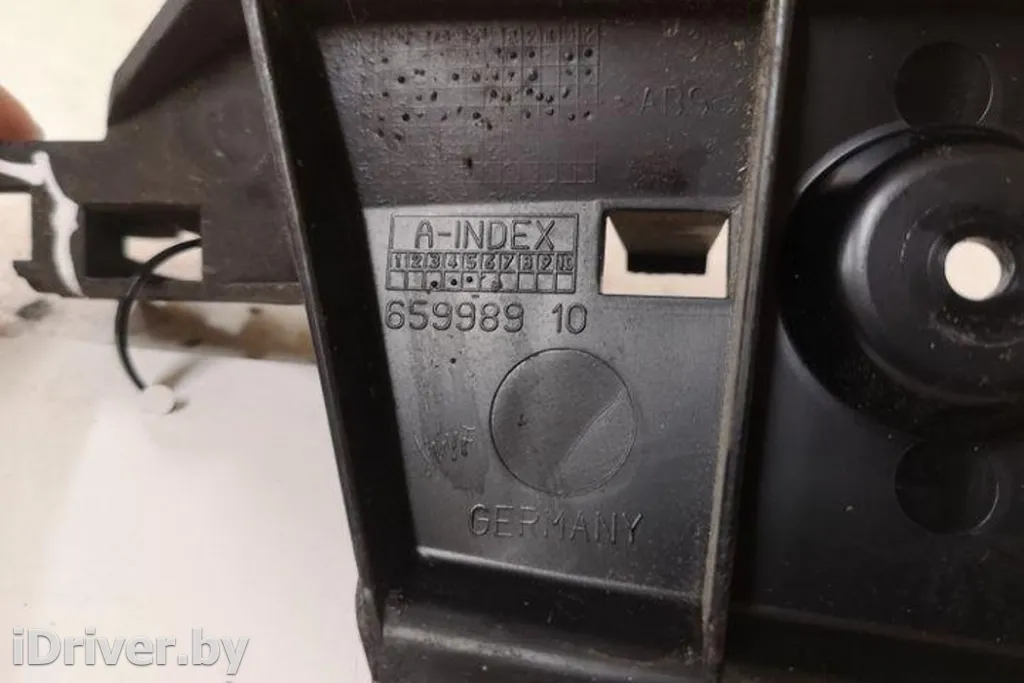 >ABS<
A-INDEX
1 2 3 4 5 6 7 8 9 10
659989 10
GERMANY
iDriver.by